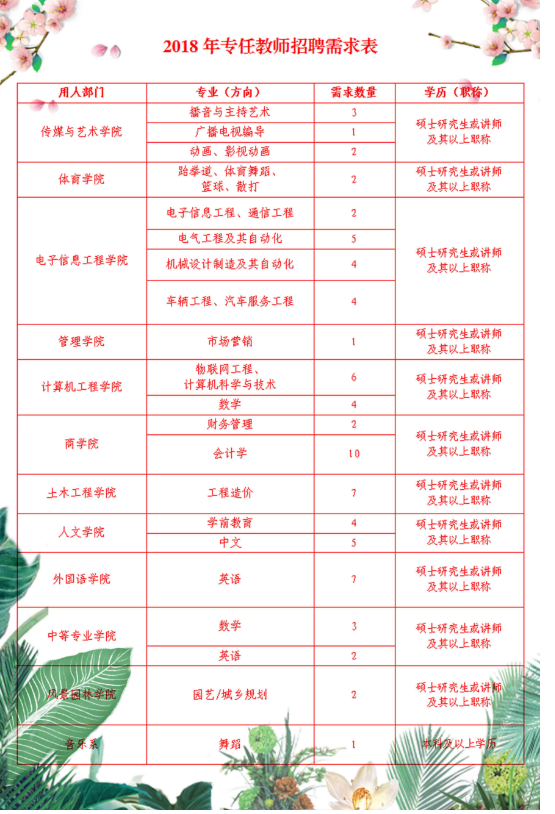 2018 年专任教师招聘需求表
用人部门 专业（方向） 需求数量 学历（职称）
传媒与艺术学院 播音与主持艺术 3 硕士研究生或讲师
及其以上职称
广播电视编导 1
动画、影视动画 2
体育学院 跆拳道、体育舞蹈、
篮球、散打 2 硕士研究生或讲师
及其以上职称
电子信息工程学院 电子信息工程、通信工程 2 硕士研究生或讲师
及其以上职称
电气工程及其自动化 5
机械设计制造及其自动化 4
车辆工程、汽车服务工程 4
管理学院 市场营销 1 硕士研究生或讲师
及其以上职称
计算机工程学院 物联网工程、
计算机科学与技术 6 硕士研究生或讲师
及其以上职称
数学 4
商学院 财务管理 2 硕士研究生或讲师
及其以上职称
会计学 10
土木工程学院 工程造价 7 硕士研究生或讲师
及其以上职称
人文学院 学前教育 4 硕士研究生或讲师
及其以上职称
中文 5
外国语学院 英语 7 硕士研究生或讲师
及其以上职称
中等专业学院 数学 3 硕士研究生或讲师
及其以上职称
英语 2
风景园林学院 园艺/城乡规划 2 硕士研究生或讲师
及其以上职称
音乐系 舞蹈 1 本科及以上学历